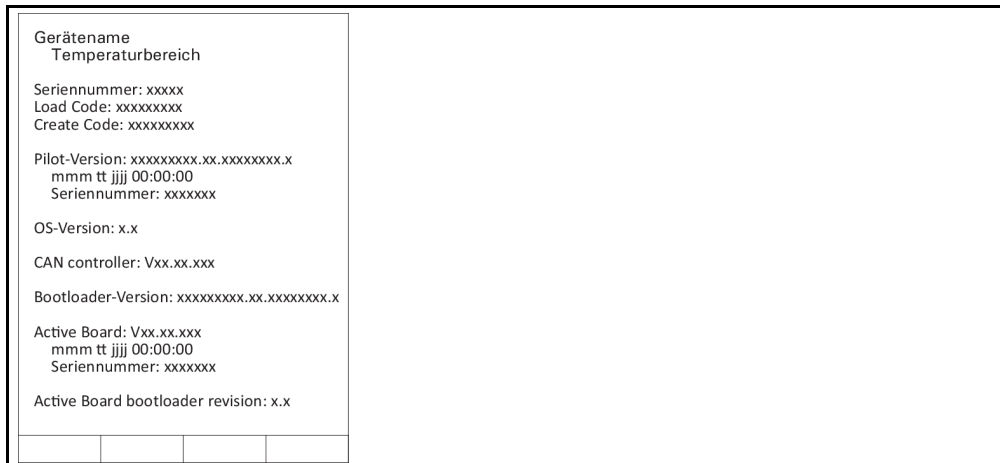 Gerätename
Temperaturbereich
Seriennummer: xxxxx
Load Code: xxxxxxxxx
Create Code: xxxxxxxxx
Pilot-Version: xxxxxxxxx.xx.xxxxxxxx.x
mmm tt jjjj 00:00:00
Seriennummer: xxxxxxx
OS-Version: x.x
CAN controller: Vxx.xx.xxx
Bootloader-Version: xxxxxxxxx.xx.xxxxxxxx.x
Active Board: Vxx.xx.xxx
mmm tt jjjj 00:00:00
Seriennummer: xxxxxxx
Active Board bootloader revision: x.x